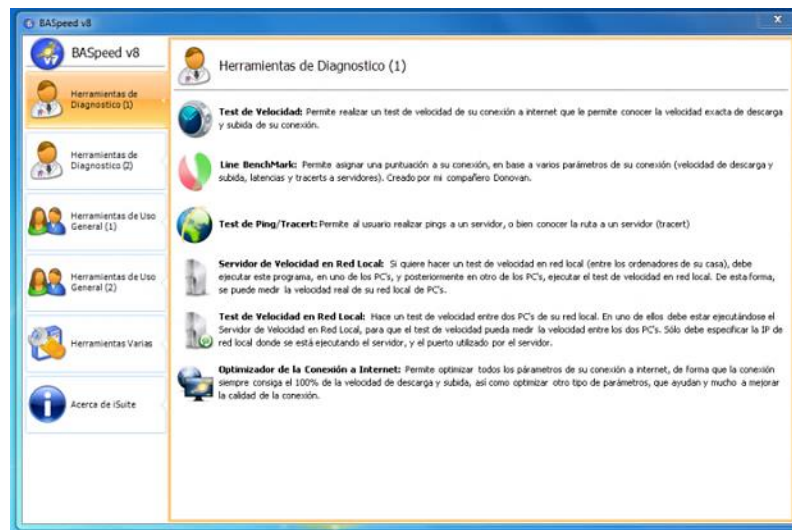 BASpeed v8
BASpeed v8
Herramientas de
Diagnostico (1)
Herramientas de
Diagnostico (2)
Herramientas de Uso
General (1)
Herramientas de Uso
General (2)
Herramientas Varias
Acerca de iSuite
Herramientas de Diagnostico (1)
Test de Velocidad: Permite realizar un test de velocidad de su conexión a internet que le permite conocer la velocidad exacta de descarga
y subida de su conexión.
Line BenchMark: Permite asignar una puntuación a su conexión, en base a varios parámetros de su conexión (velocidad de descarga y
subida, latencias y tracerts a servidores). Creado por mi compañero Donovan.
Test de Ping/Tracert: Permite al usuario realizar pings a un servidor, o bien conocer la ruta a un servidor (tracert)
Servidor de Velocidad en Red Local: Si quiere hacer un test de velocidad en red local (entre los ordenadores de su casa), debe
ejecutar este programa, en uno de los PC's, y posteriormente en otro de los PC's, ejecutar el test de velocidad en red local. De esta forma,
se puede medir la velocidad real de su red local de PC's.
Test de Velocidad en Red Local: Hace un test de velocidad entre dos PC's de su red local. En uno de ellos debe estar ejecutándose el
Servidor de Velocidad en Red Local, para que el test de velocidad pueda medir la velocidad entre los dos PC's. Sólo debe especificar la IP de
red local donde se está ejecutando el servidor, y el puerto utilizado por el servidor.
Optimizador de la Conexión a Internet: Permite optimizar todos los párametros de su conexión a internet, de forma que la conexión
siempre consiga el 100% de la velocidad de descarga y subida, así como optimizar otro tipo de parámetros, que ayudan y mucho a mejorar
la calidad de la conexión.